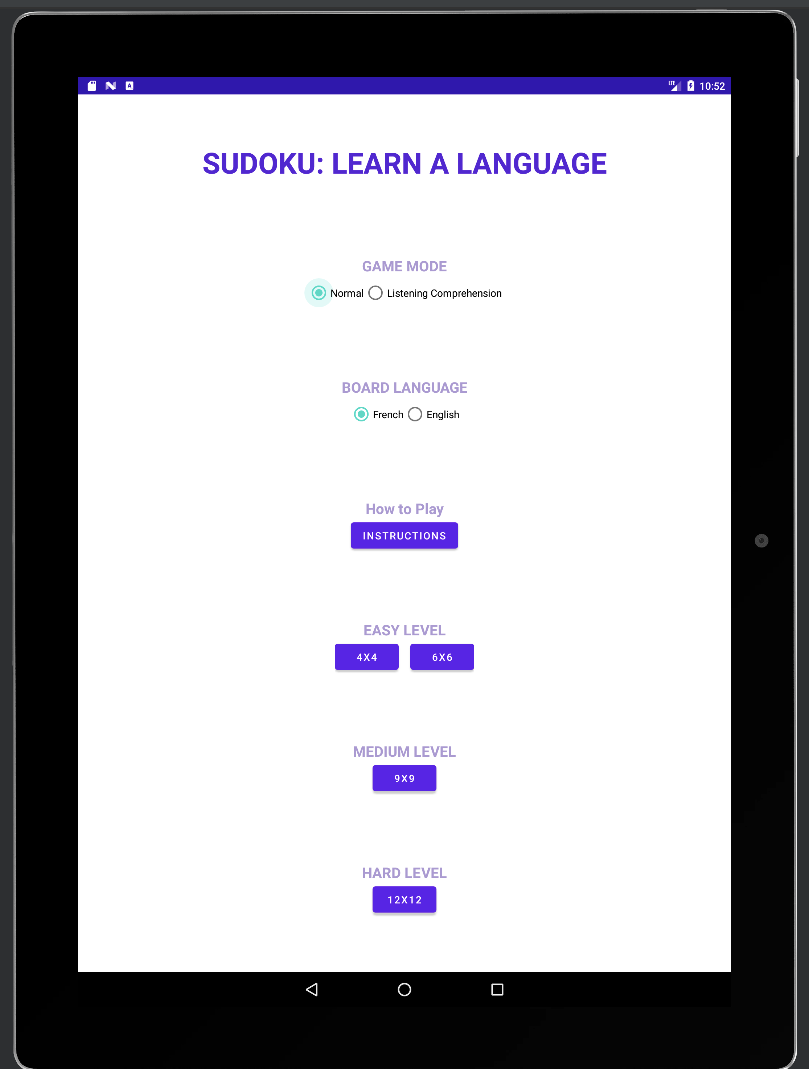 10:52
SUDOKU: LEARN A LANGUAGE
GAME MODE
Normal Listening Comprehension
BOARD LANGUAGE
French English
How to Play
INSTRUCTIONS
EASY LEVEL
4X4 6X6
MEDIUM LEVEL
9X9
HARD LEVEL
12X12